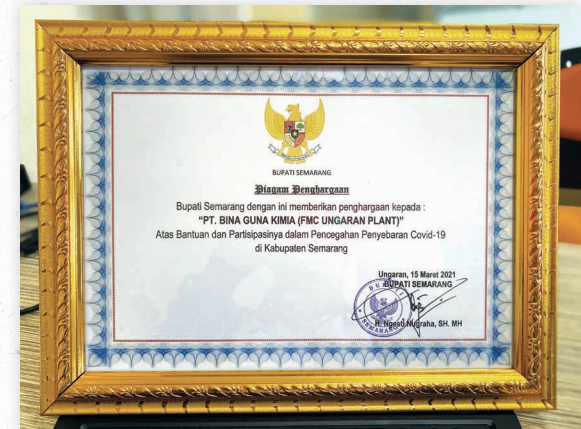 BUPATI SEMARANG
Piagam Penghargaan
Bupati Semarang dengan ini memberikan penghargaan kepada :
“PT. BINA GUNA KIMIA (FMC UNGARAN PLANT)”
Atas Bantuan dan Partisipasinya dalam Pencegahan Penyebaran Covid-19
di Kabupaten Semarang
Ungaran, 15 Maret 2021
BUPATI SEMARANG
BUPATI
SEMARANG
H. Ngesti Nugraha, SH. MH